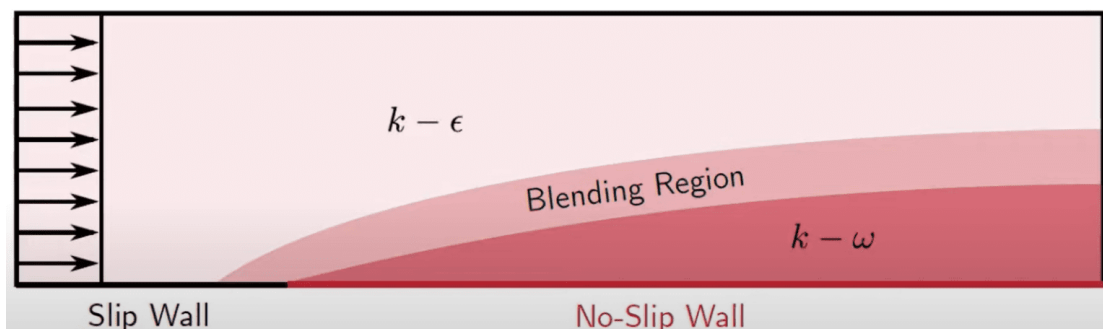 k − ϵ
Blending Region
k − ω
Slip Wall
No-Slip Wall